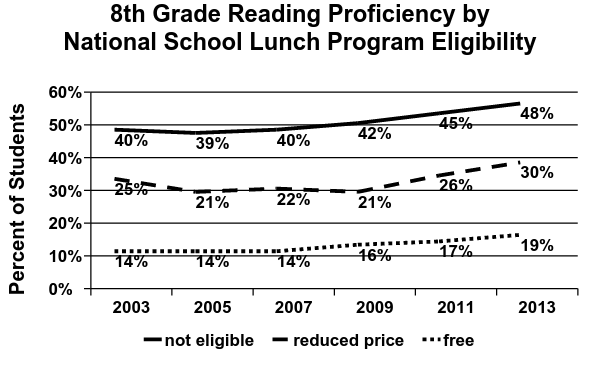 8th Grade Reading Proficiency by
National School Lunch Program Eligibility
Percent of Students
60%
50%
40%
30%
20%
10%
0%
40% 39% 40% 42% 45% 48%
25% 21% 22% 21% 26% 30%
14% 14% 14% 16% 17% 19%
2003 2005 2007 2009 2011 2013
not eligible reduced price free